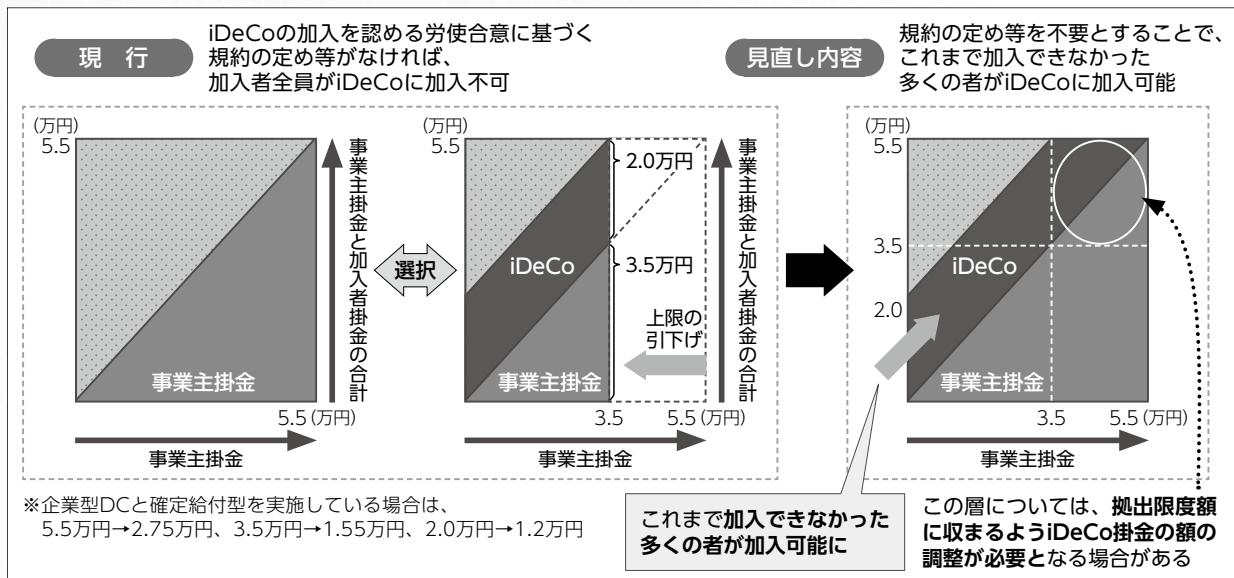 現 行
iDeCoの加入を認める労使合意に基づく
規約の定め等がなければ、
加入者全員がiDeCoに加入不可
(万円)
5.5
事業主掛金
5.5(万円)
事業主掛金
事業主掛金と加入者掛金の合計
選択
(万円)
5.5
2.0万円
iDeCo
3.5万円
上限の
引下げ
事業主掛金
3.5
5.5(万円)
事業主掛金
事業主掛金と加入者掛金の合計
※企業型DCと確定給付型を実施している場合は、
5.5万円→2.75万円、3.5万円→1.55万円、2.0万円→1.2万円
見直し内容
規約の定め等を不要とすることで、
これまで加入できなかった
多くの者がiDeCoに加入可能
(万円)
5.5
3.5
iDeCo
2.0
事業主掛金
3.5
5.5(万円)
事業主掛金
これまで加入できなかった
多くの者が加入可能に
この層については、拠出限度額
に収まるようiDeCo掛金の額の
調整が必要となる場合がある